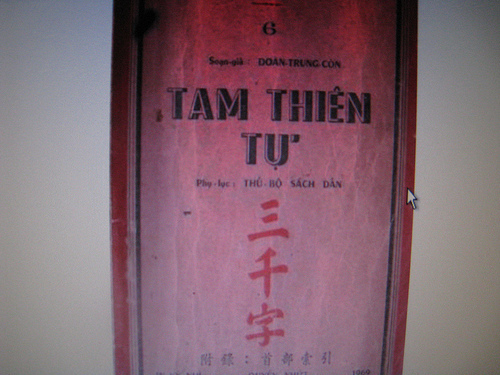 6
Soạn-giả : ĐOÀN-TRUNG-CÒN
TAM THIÊN
TỰ
Phụ-lục : THỦ-BỘ SÁCH DẪN
三
千
字
附錄：首部索引
1969